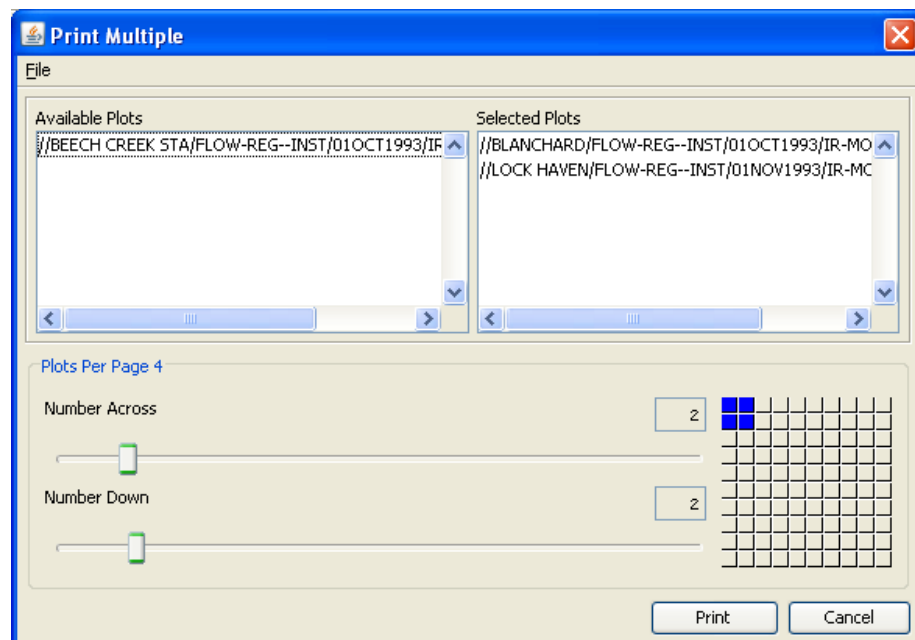 Print Multiple
File
Available Plots
//BEECH CREEK STA/FLOW-REG--INST/01OCT1993/IR
Selected Plots
//BLANCHARD/FLOW-REG--INST/01OCT1993/IR-MO
//LOCK HAVEN/FLOW-REG--INST/01NOV1993/IR-MO
Plots Per Page 4
Number Across
2
Number Down
2
Print
Cancel